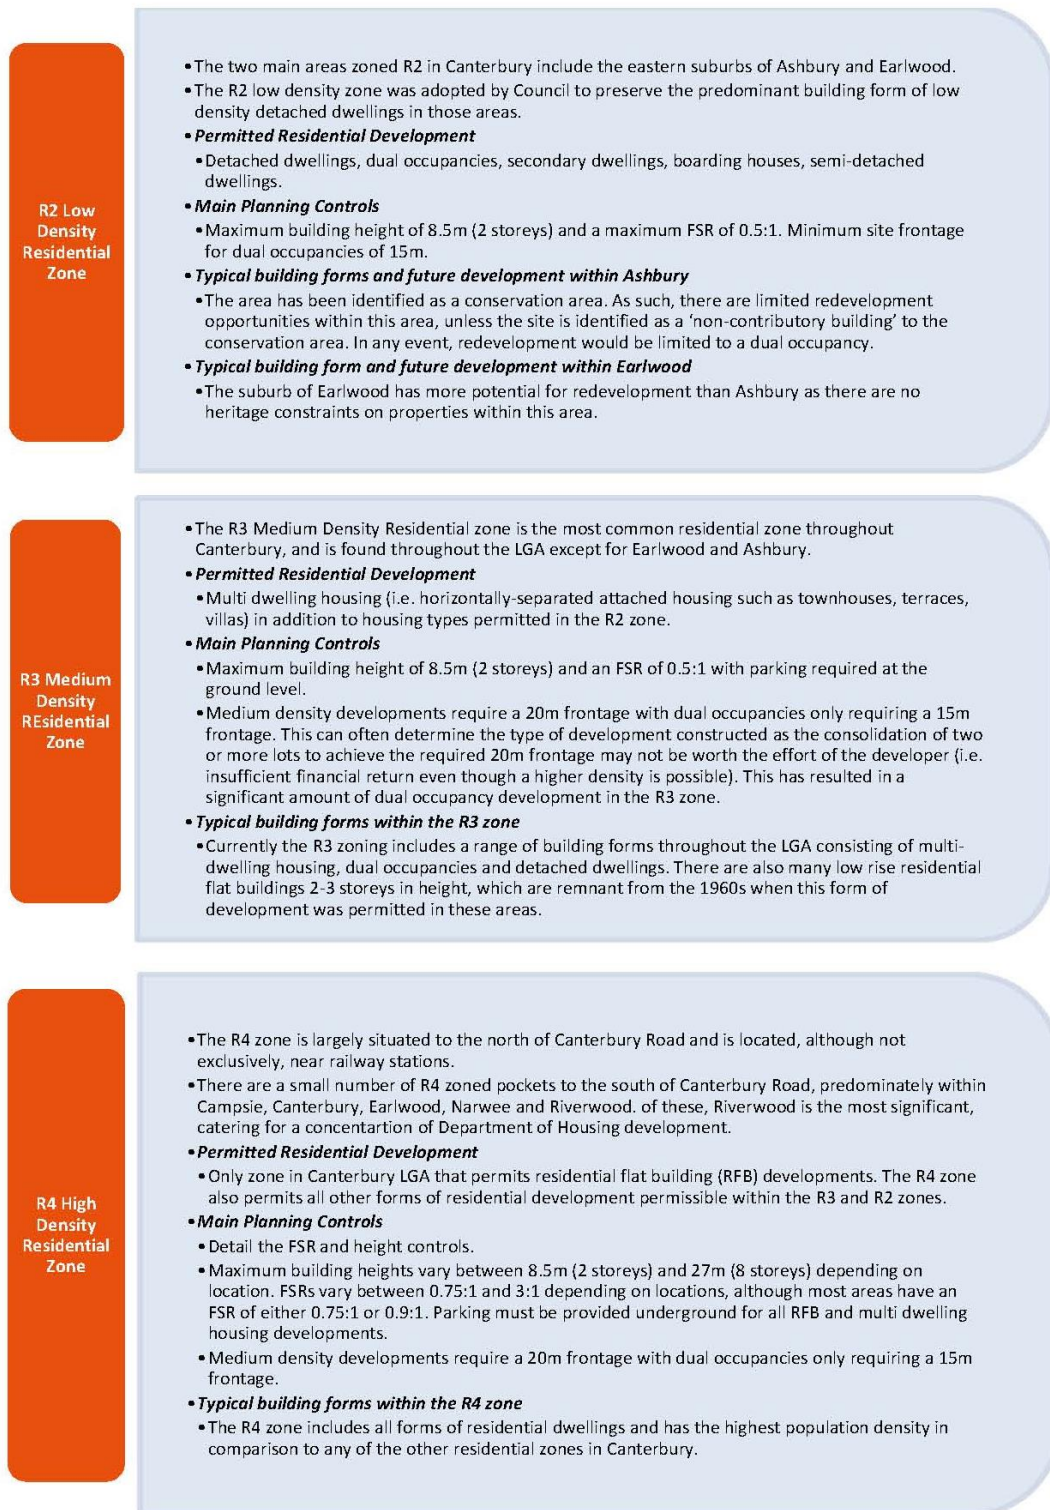 R2 Low
Density
Residential
Zone
•The two main areas zoned R2 in Canterbury include the eastern suburbs of Ashbury and Earlwood.
•The R2 low density zone was adopted by Council to preserve the predominant building form of low
density detached dwellings in those areas.
•Permitted Residential Development
•Detached dwellings, dual occupancies, secondary dwellings, boarding houses, semi-detached
dwellings.
•Main Planning Controls
•Maximum building height of 8.5m (2 storeys) and a maximum FSR of 0.5:1. Minimum site frontage
for dual occupancies of 15m.
•Typical building forms and future development within Ashbury
•The area has been identified as a conservation area. As such, there are limited redevelopment
opportunities within this area, unless the site is identified as a ‘non-contributory building’ to the
conservation area. In any event, redevelopment would be limited to a dual occupancy.
•Typical building form and future development within Earlwood
•The suburb of Earlwood has more potential for redevelopment than Ashbury as there are no
heritage constraints on properties within this area.
R3 Medium
Density
REsidential
Zone
•The R3 Medium Density Residential zone is the most common residential zone throughout
Canterbury, and is found throughout the LGA except for Earlwood and Ashbury.
•Permitted Residential Development
•Multi dwelling housing (i.e. horizontally-separated attached housing such as townhouses, terraces,
villas) in addition to housing types permitted in the R2 zone.
•Main Planning Controls
•Maximum building height of 8.5m (2 storeys) and an FSR of 0.5:1 with parking required at the
ground level.
•Medium density developments require a 20m frontage with dual occupancies only requiring a 15m
frontage. This can often determine the type of development constructed as the consolidation of two
or more lots to achieve the required 20m frontage may not be worth the effort of the developer (i.e.
insufficient financial return even though a higher density is possible). This has resulted in a
significant amount of dual occupancy development in the R3 zone.
•Typical building forms within the R3 zone
•Currently the R3 zoning includes a range of building forms throughout the LGA consisting of multi-
dwelling housing, dual occupancies and detached dwellings. There are also many low rise residential
flat buildings 2-3 storeys in height, which are remnant from the 1960s when this form of
development was permitted in these areas.
R4 High
Density
Residential
Zone
•The R4 zone is largely situated to the north of Canterbury Road and is located, although not
exclusively, near railway stations.
•There are a small number of R4 zoned pockets to the south of Canterbury Road, predominately within
Campsie, Canterbury, Earlwood, Narwee and Riverwood. of these, Riverwood is the most significant,
catering for a concentartion of Department of Housing development.
•Permitted Residential Development
•Only zone in Canterbury LGA that permits residential flat building (RFB) developments. The R4 zone
also permits all other forms of residential development permissible within the R3 and R2 zones.
•Main Planning Controls
•Detail the FSR and height controls.
•Maximum building heights vary between 8.5m (2 storeys) and 27m (8 storeys) depending on
location. FSRs vary between 0.75:1 and 3:1 depending on locations, although most areas have an
FSR of either 0.75:1 or 0.9:1. Parking must be provided underground for all RFB and multi dwelling
housing developments.
•Medium density developments require a 20m frontage with dual occupancies only requiring a 15m
frontage.
•Typical building forms within the R4 zone
•The R4 zone includes all forms of residential dwellings and has the highest population density in
comparison to any of the other residential zones in Canterbury.